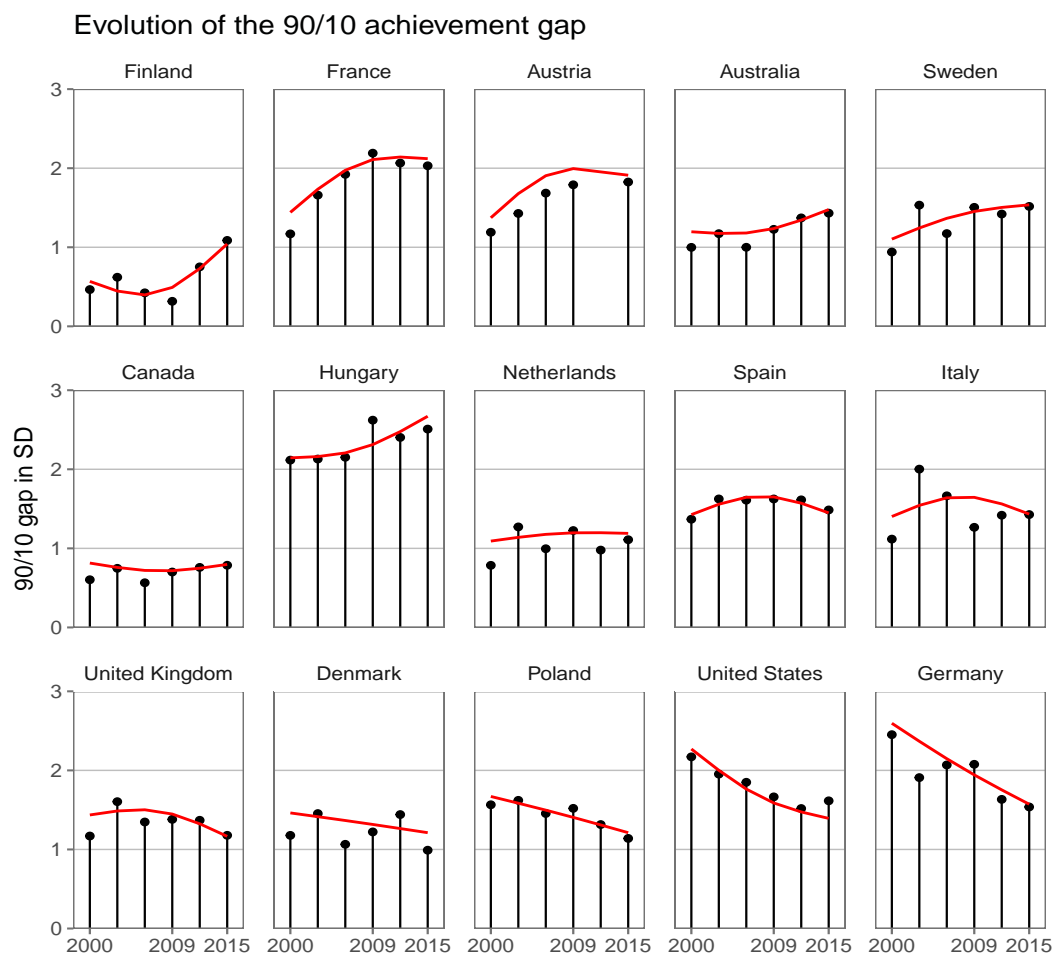 Evolution of the 90/10 achievement gap
Finland France Austria Australia Sweden
3
2
1
0
Canada Hungary Netherlands Spain Italy
3
2
1
0
90/10 gap in SD
United Kingdom Denmark Poland United States Germany
3
2
1
0
2000 2009 2015 2000 2009 2015 2000 2009 2015 2000 2009 2015 2000 2009 2015